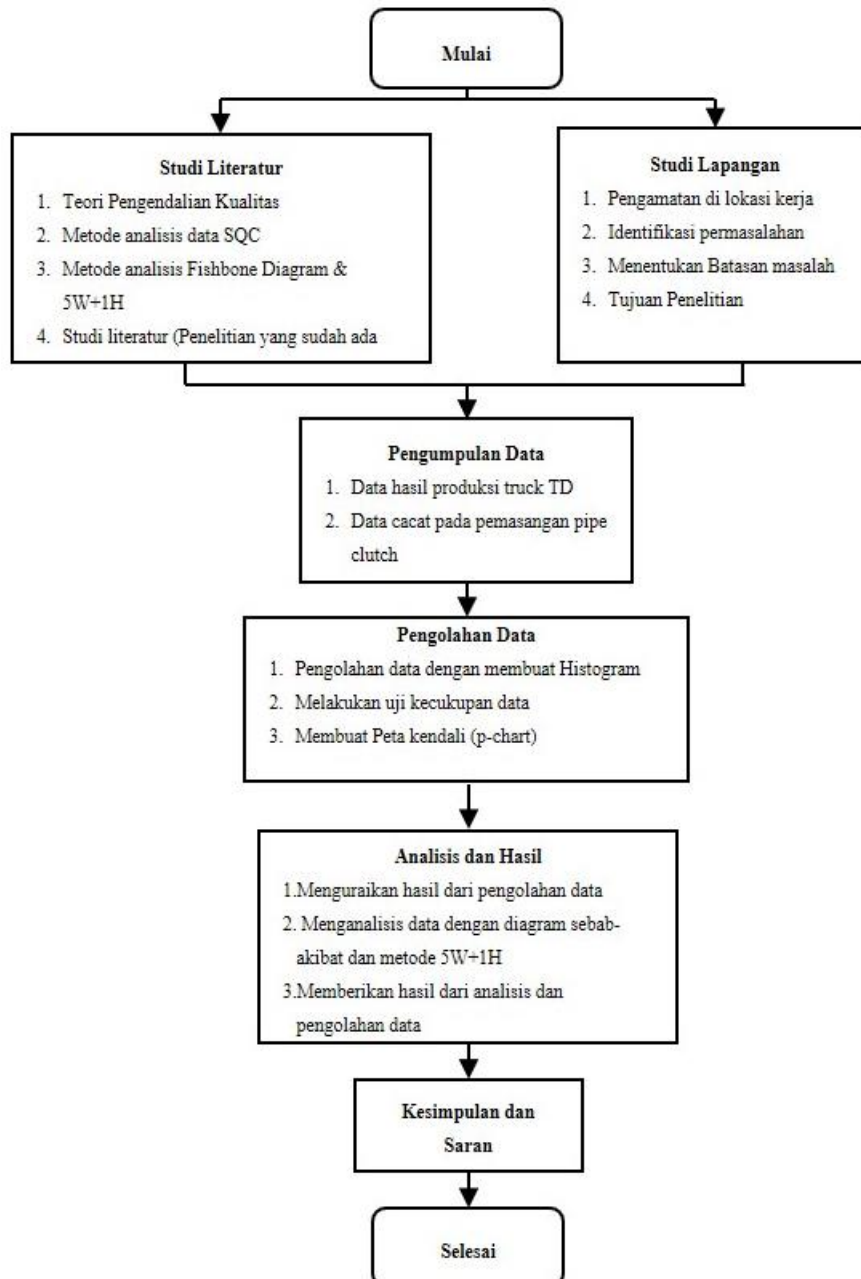 Mulai
Studi Literatur
1. Teori Pengendalian Kualitas
2. Metode analisis data SQC
3. Metode analisis Fishbone Diagram &
5W+1H
4. Studi literatur (Penelitian yang sudah ada
Studi Lapangan
1. Pengamatan di lokasi kerja
2. Identifikasi permasalahan
3. Menentukan Batasan masalah
4. Tujuan Penelitian
Pengumpulan Data
1. Data hasil produksi truck TD
2. Data cacat pada pemasangan pipe
clutch
Pengolahan Data
1. Pengolahan data dengan membuat Histogram
2. Melakukan uji kecukupan data
3. Membuat Peta kendali (p-chart)
Analisis dan Hasil
1.Menguraikan hasil dari pengolahan data
2. Menganalisis data dengan diagram sebab-
akibat dan metode 5W+1H
3.Memberikan hasil dari analisis dan
pengolahan data
Kesimpulan dan
Saran
Selesai